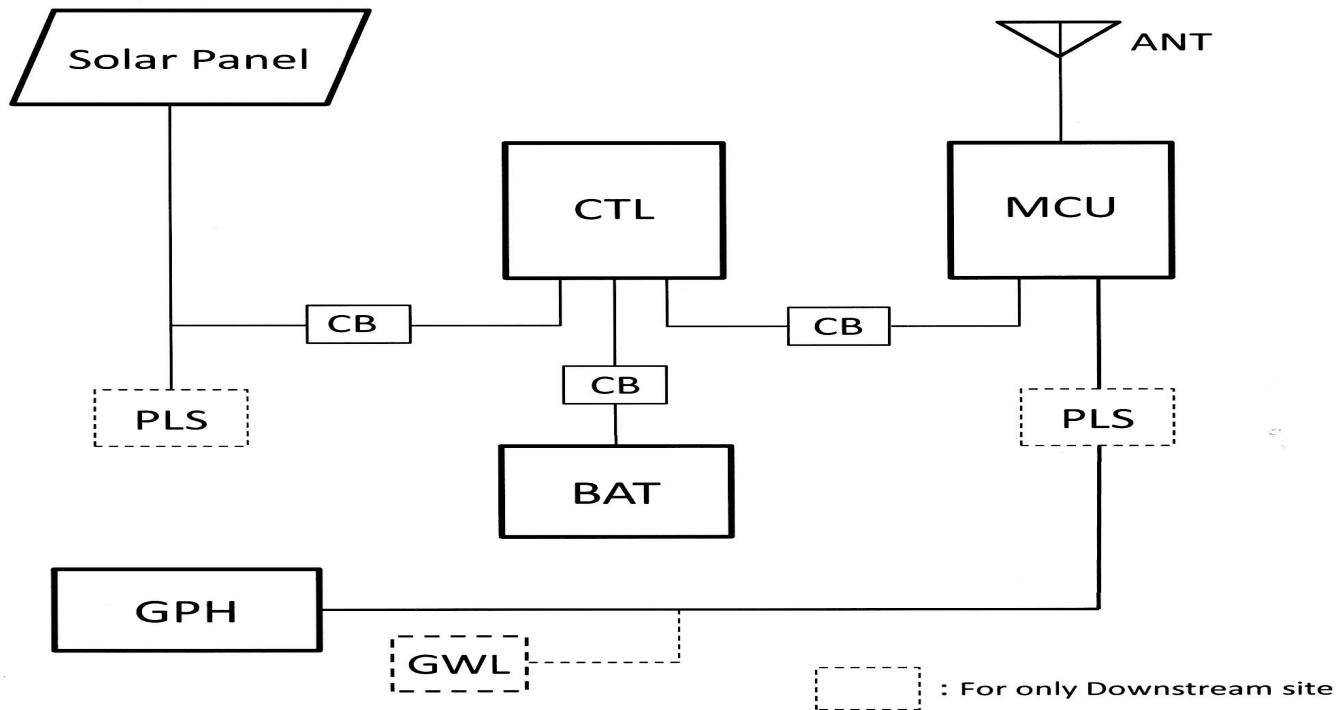 Solar Panel
ANT
CTL
MCU
CB
CB
CB
PLS
PLS
BAT
GPH
GWL
: For only Downstream site